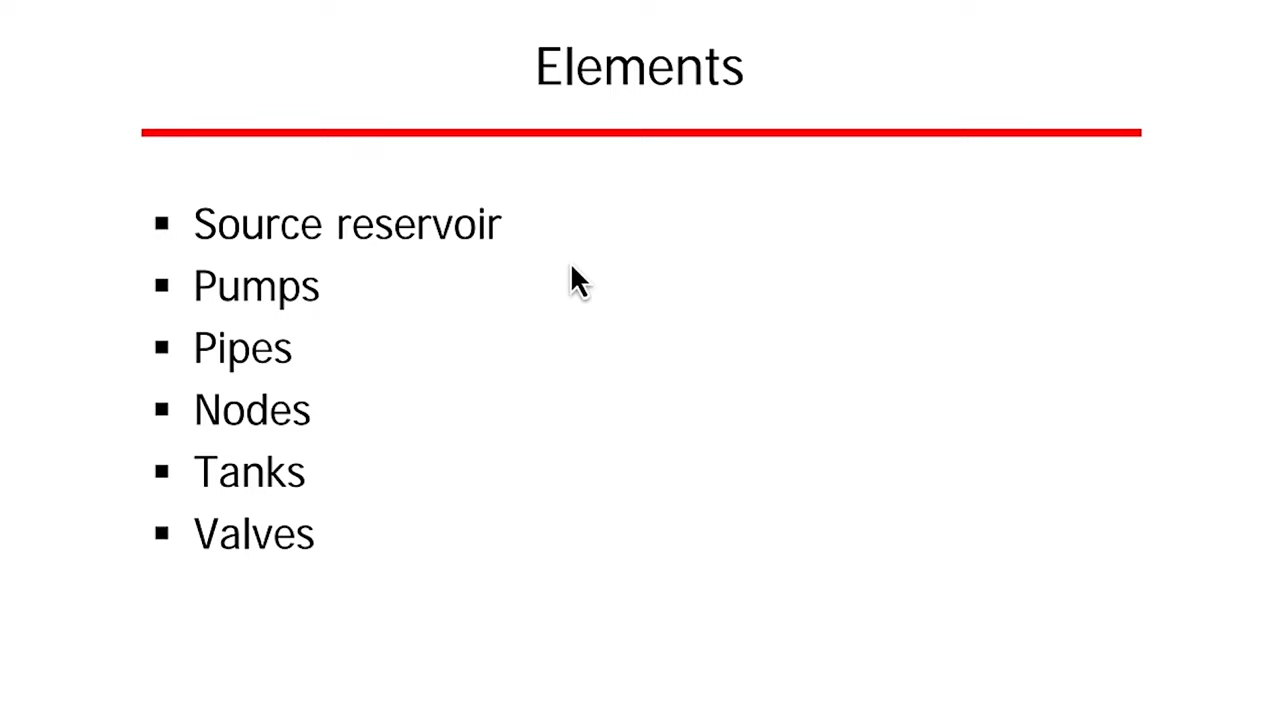 Elements
▪ Source reservoir
▪ Pumps
▪ Pipes
▪ Nodes
▪ Tanks
▪ Valves